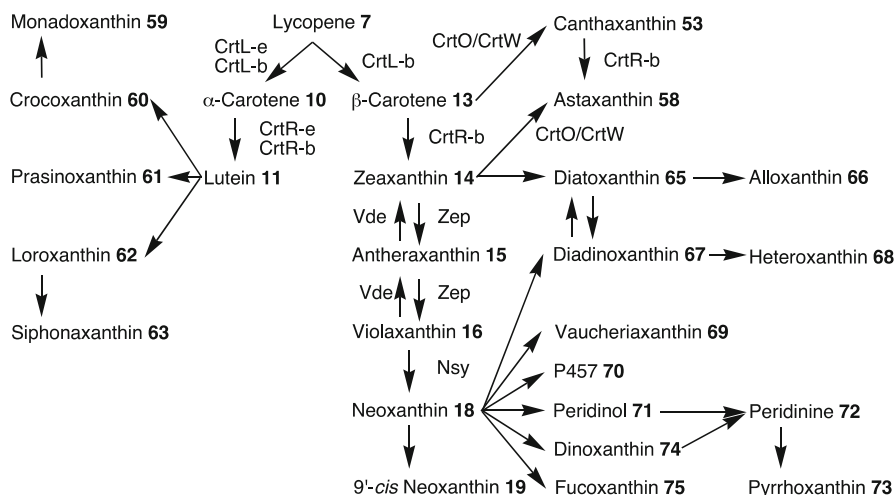 Monadoxanthin 59
Lycopene 7
Canthaxanthin 53
CrtL-e
CrtL-b
CrtL-b
CrtO/CrtW
CrtR-b
Crocoxanthin 60
α-Carotene 10
β-Carotene 13
Astaxanthin 58
CrtR-e
CrtR-b
CrtR-b
CrtO/CrtW
Prasinoxanthin 61
Lutein 11
Zeaxanthin 14
Diatoxanthin 65
Alloxanthin 66
Vde
Zep
Loroxanthin 62
Antheraxanthin 15
Diadinoxanthin 67
Heteroxanthin 68
Vde
Zep
Siphonaxanthin 63
Violaxanthin 16
Vaucheriaxanthin 69
Nsy
P457 70
Neoxanthin 18
Peridinol 71
Peridinine 72
Dinoxanthin 74
9'-cis Neoxanthin 19
Fucoxanthin 75
Pyrrhoxanthin 73